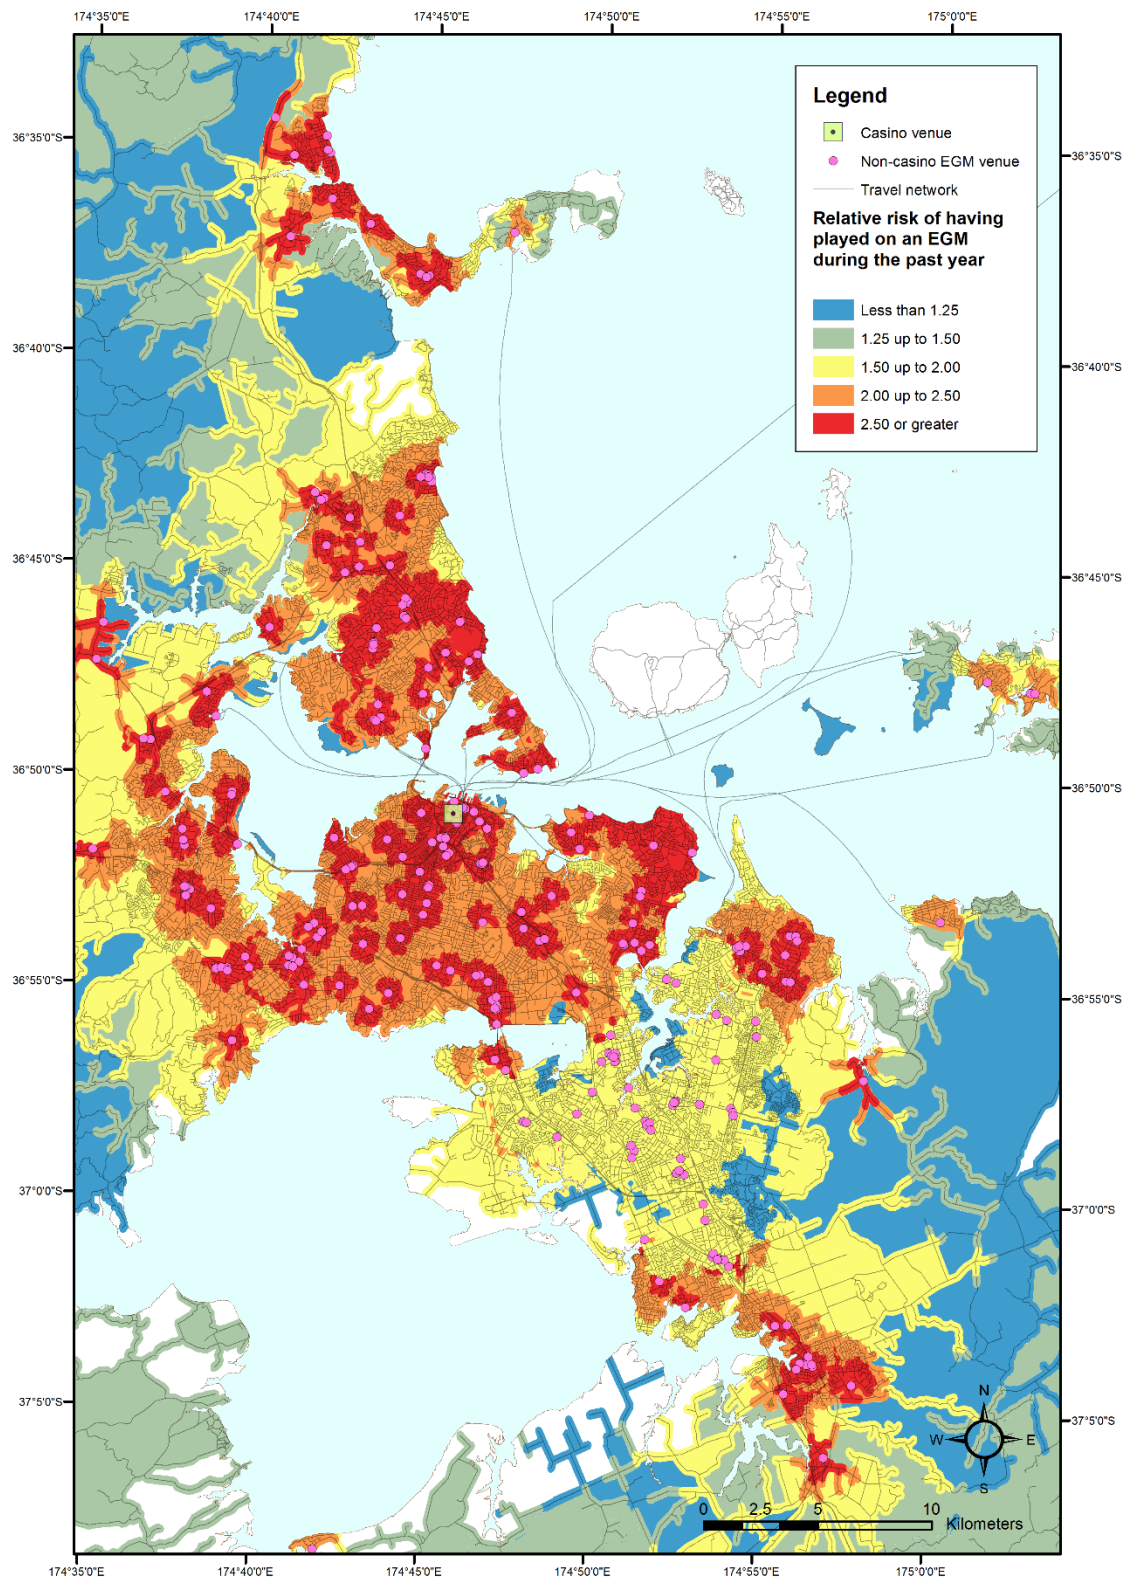 174°35'0"E 174°40'0"E 174°45'0"E 174°50'0"E 174°55'0"E 175°0'0"E
Legend
Casino venue
Non-casino EGM venue
Travel network
Relative risk of having
played on an EGM
during the past year
Less than 1.25
1.25 up to 1.50
1.50 up to 2.00
2.00 up to 2.50
2.50 or greater
36°35'0"S 36°35'0"S
36°40'0"S 36°40'0"S
36°45'0"S 36°45'0"S
36°50'0"S 36°50'0"S
36°55'0"S 36°55'0"S
37°0'0"S 37°0'0"S
37°5'0"S 37°5'0"S
N
W E
S
0 2.5 5 10
Kilometers
174°35'0"E 174°40'0"E 174°45'0"E 174°50'0"E 174°55'0"E 175°0'0"E